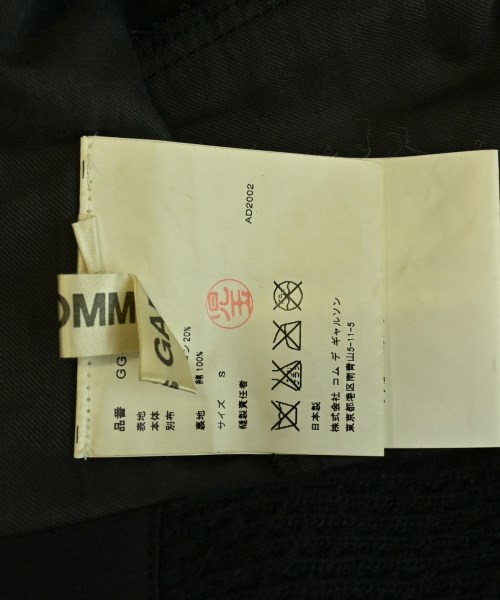 OMM
GA
AD2002
品番 GG
表地
本体
別布 20%
裏地 綿 100%
サイズ S
縫製責任者 児玉
日本製
株式会社 コム デ ギャルソン
東京都港区南青山5-11-5